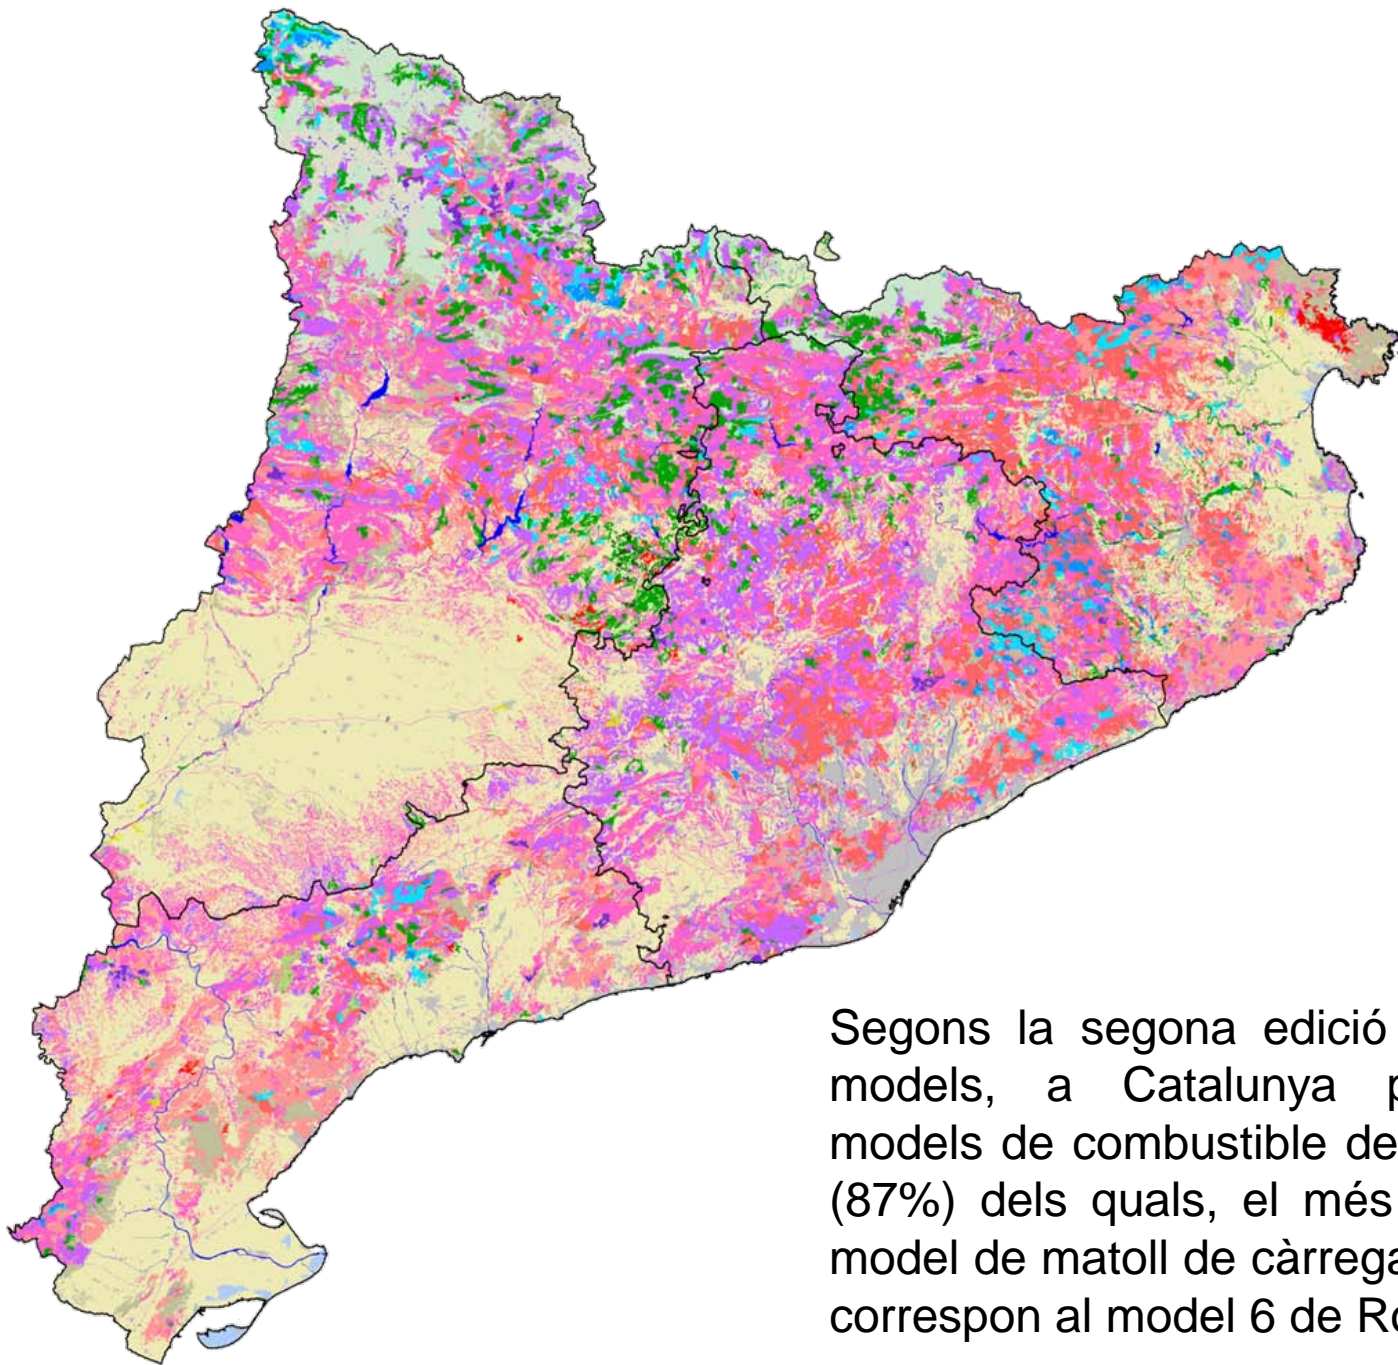 Segons la segona edició
models, a Catalunya
models de combustible de
(87%) dels quals, el més
model de matoll de càrrega
correspon al model 6 de